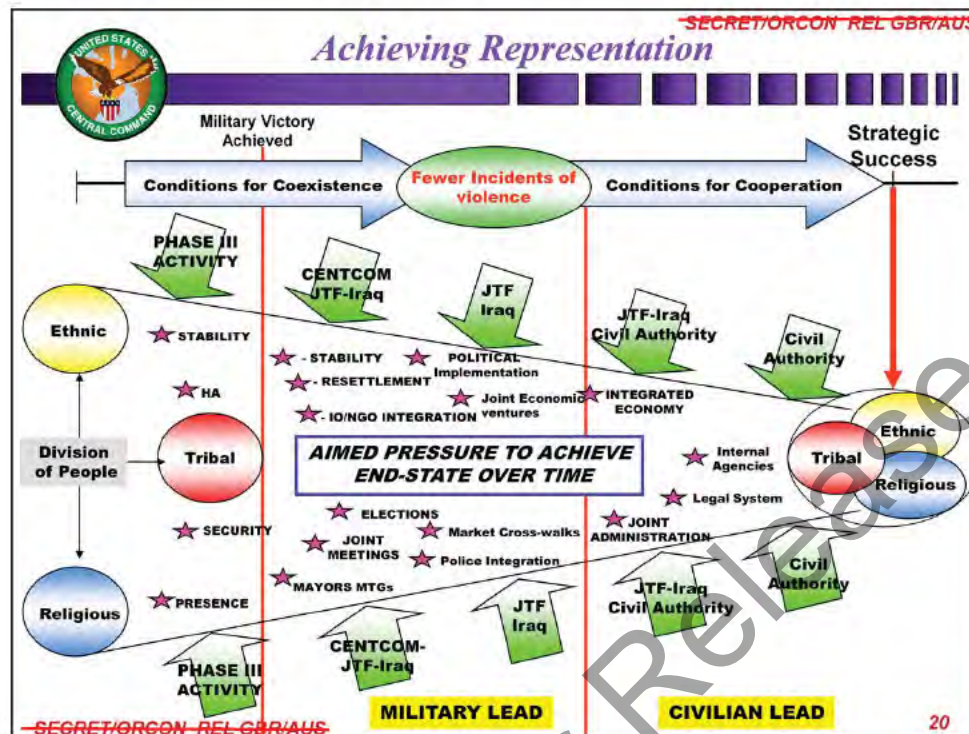 SECRET/ORCON REL GBR/AUS
Achieving Representation
UNITED STATES
CENTRAL COMMAND
Military Victory
Achieved
Strategic
Success
Conditions for Coexistence
Fewer Incidents of
violence
Conditions for Cooperation
PHASE III
ACTIVITY
CENTCOM
JTF-Iraq
JTF
Iraq
JTF-Iraq
Civil Authority
Civil
Authority
Ethnic
STABILITY
- STABILITY
POLITICAL
Implementation
HA
- RESETTLEMENT
- IO/NGO INTEGRATION
Joint Economic
ventures
INTEGRATED
ECONOMY
Division
of People
Tribal
AIMED PRESSURE TO ACHIEVE
END-STATE OVER TIME
Internal
Agencies
Legal System
Ethnic
Tribal
Religious
SECURITY
ELECTIONS
JOINT
MEETINGS
Market Cross-walks
Police Integration
JOINT
ADMINISTRATION
MAYORS MTGs
Religious
PRESENCE
PHASE III
ACTIVITY
CENTCOM-
JTF-Iraq
JTF
Iraq
JTF-Iraq
Civil Authority
Civil
Authority
Release
SECRET/ORCON REL GBR/AUS
MILITARY LEAD
CIVILIAN LEAD
20